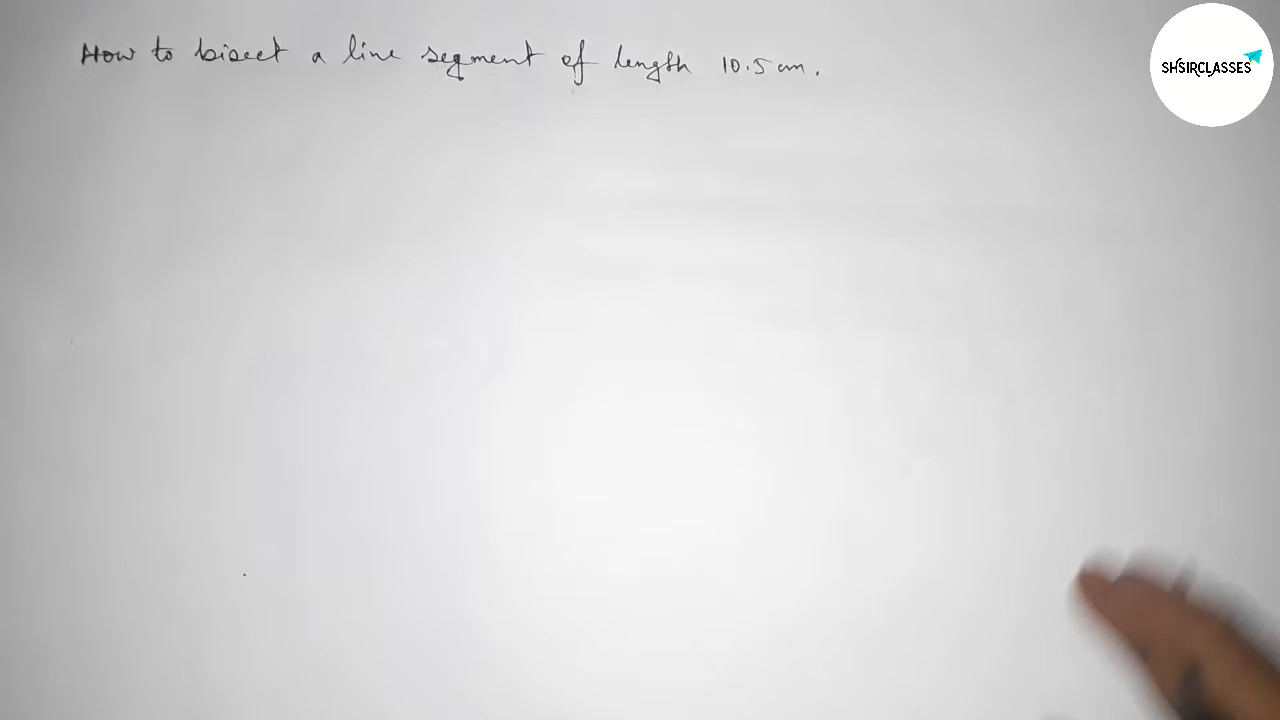 How to bisect a line segment of length 10.5 cm.
SHSIRCLASSES